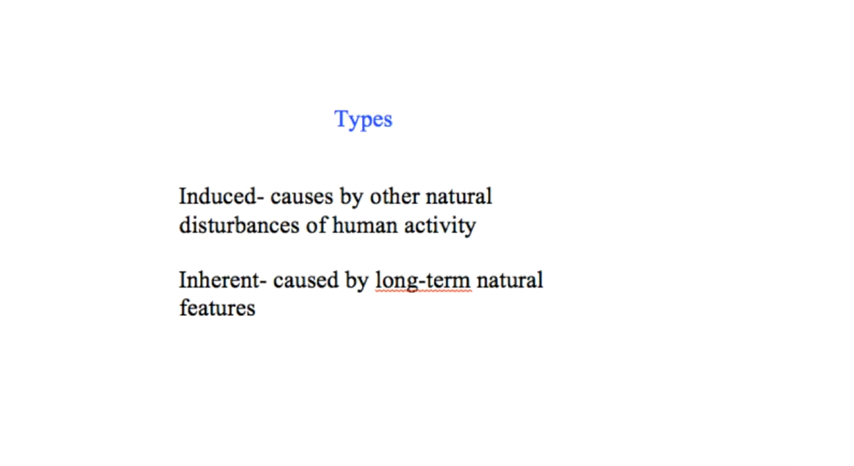 Types
Induced- causes by other natural
disturbances of human activity
Inherent- caused by long-term natural
features